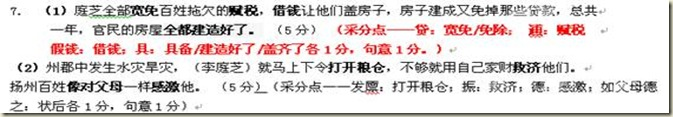 7. （1）庭芝全部宽免百姓拖欠的赋税，借钱让他们盖房子，房子建成又免掉那些贷款，总共
一年，官民的房屋全都建造好了。（5 分）（采分点——贷：宽免/免除； 逋：赋税
假钱：借钱；具：具备/建造好了/盖齐了各 1 分，句意 1 分。）
（2）州郡中发生水灾旱灾，（李庭芝）就马上下令打开粮仓，不够就用自己家财救济他们。
扬州百姓像对父母一样感激他。（5 分）（采分点——发廪：打开粮仓；振：救济；德：感激；如父母德
之：状后各 1 分，句意 1 分）